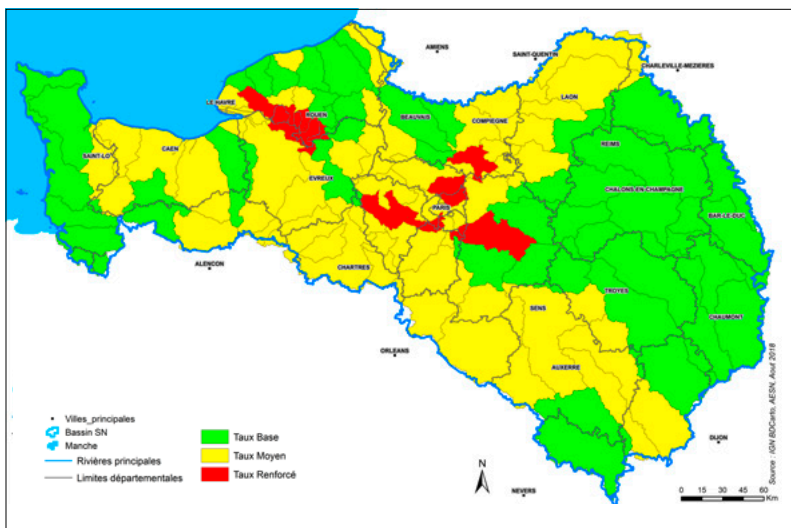 AMIENS
SAINT-QUENTIN
CHARLEVILLE-MEZIERES
LE HAVRE
ROUEN
BEAUVAIS
COMPIEGNE
LAON
REIMS
SAINT-LO
CAEN
EVREUX
PARIS
CHALONS-EN-CHAMPAGNE
BAR-LE-DUC
ALENCON
CHARTRES
TROYES
CHAUMONT
SENS
ORLEANS
AUXERRE
DIJON
NEVERS
Villes_principales
Bassin SN
Manche
Rivières principales
Limites départementales
Taux Base
Taux Moyen
Taux Renforcé
N
0 15 30 45 60
Km
Source : IGN BDCarto, AESN, Aout 2018